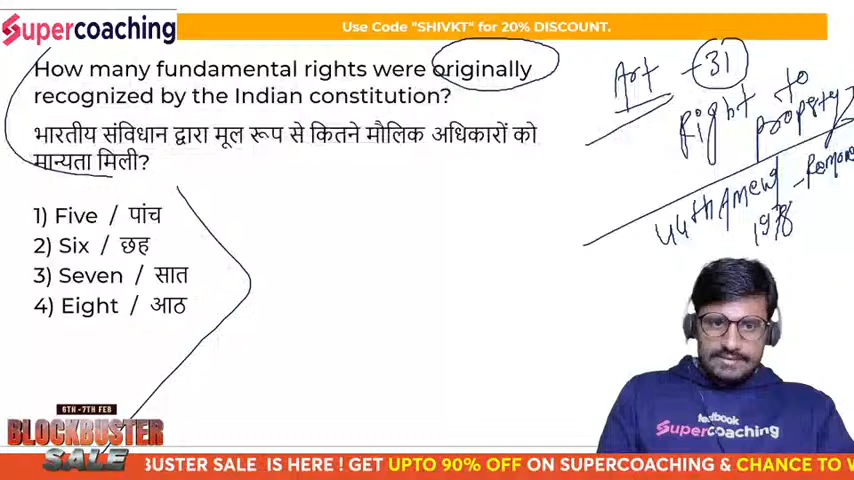 Supercoaching
Use Code "SHIVKT" for 20% DISCOUNT.
How many fundamental rights were originally
recognized by the Indian constitution?
भारतीय संविधान द्वारा मूल रूप से कितने मौलिक अधिकारों को
मान्यता मिली?
1) Five / पांच
2) Six / छह
3) Seven / सात
4) Eight / आठ
Art - 31
Right to
property
44th Amend
1978
testbook
Supercoaching
6TH -7TH FEB
BLOCKBUSTER
SALE
BUSTER SALE IS HERE ! GET UPTO 90% OFF ON SUPERCOACHING & CHANCE TO